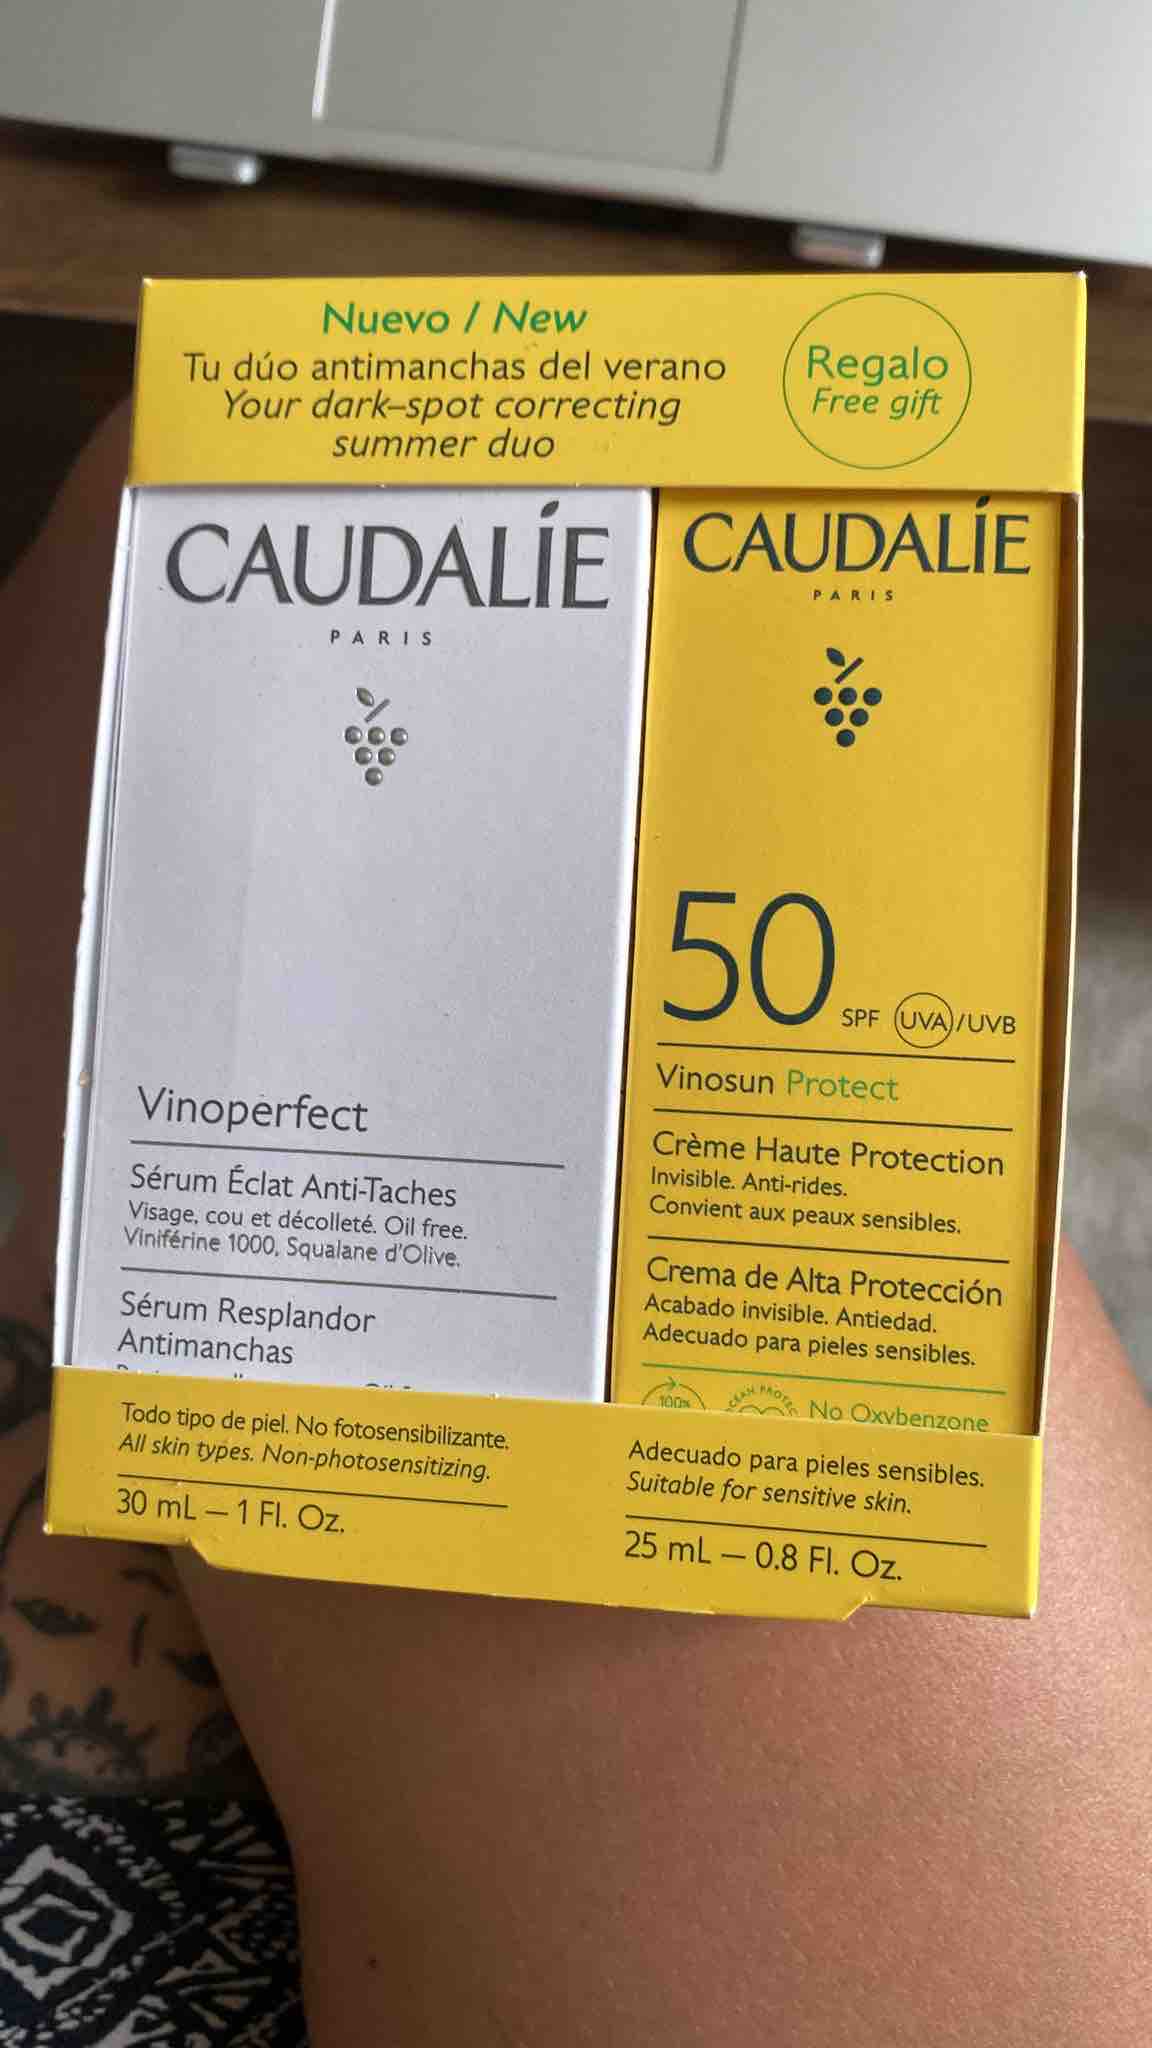 Nuevo / New
Tu dúo antimanchas del verano
Your dark-spot correcting
summer duo
Regalo
Free gift
CAUDALÍE
PARIS
Vinoperfect
Sérum Éclat Anti-Taches
Visage, cou et décolleté. Oil free.
Viniférine 1000, Squalane d'Olive.
Sérum Resplandor
Antimanchas
Todo tipo de piel. No fotosensibilizante.
All skin types. Non-photosensitizing.
30 mL – 1 Fl. Oz.
CAUDALÍE
PARIS
50 SPF UVA/UVB
Vinosun Protect
Crème Haute Protection
Invisible. Anti-rides.
Convient aux peaux sensibles.
Crema de Alta Protección
Acabado invisible. Antiedad.
Adecuado para pieles sensibles.
100%
No Oxybenzone
Adecuado para pieles sensibles.
Suitable for sensitive skin.
25 mL – 0.8 Fl. Oz.